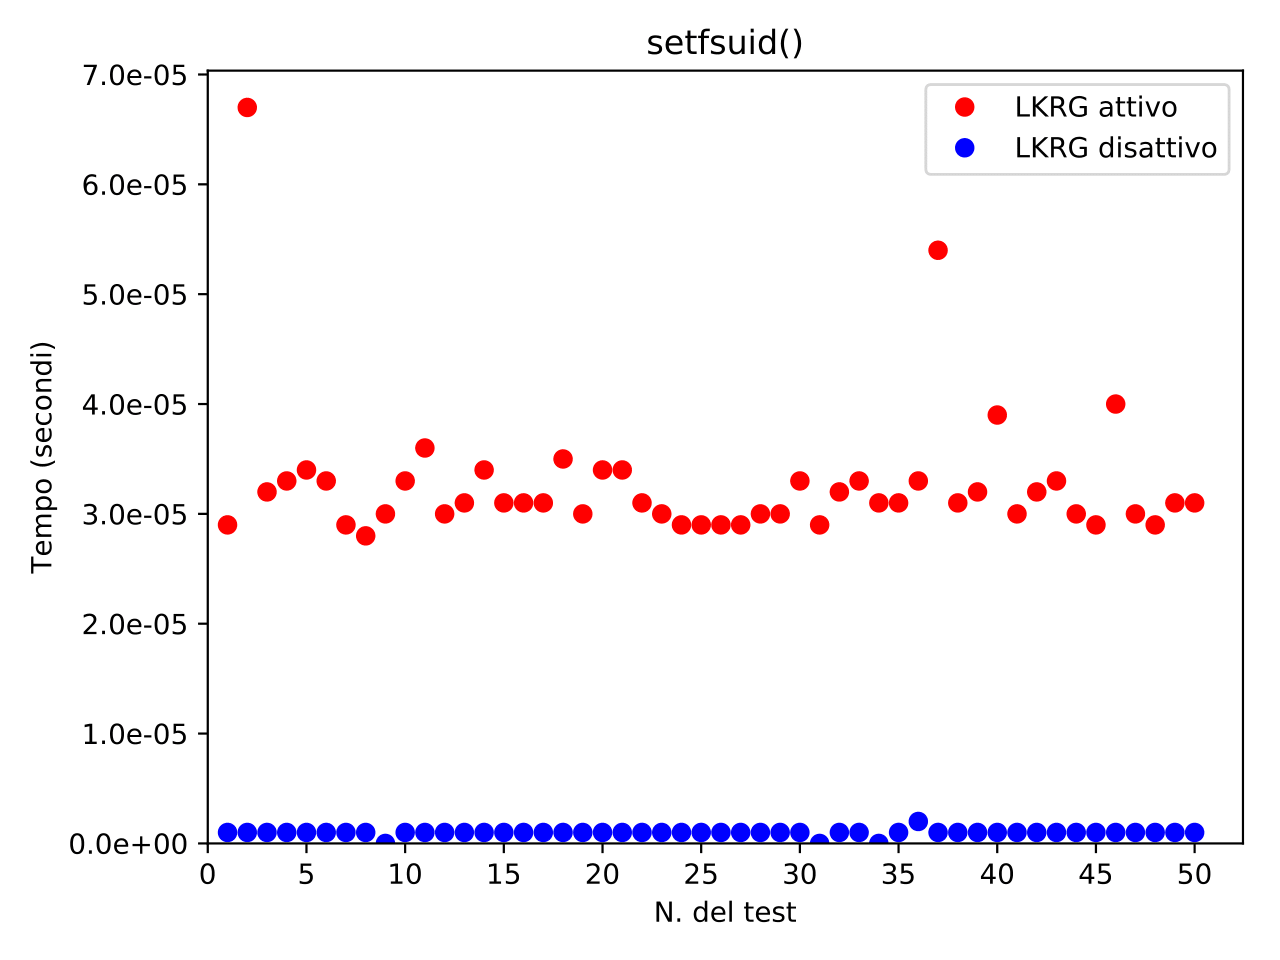 setfsuid()
7.0e-05
6.0e-05
5.0e-05
4.0e-05
3.0e-05
2.0e-05
1.0e-05
0.0e+00
Tempo (secondi)
LKRG attivo
LKRG disattivo
0 5 10 15 20 25 30 35 40 45 50
N. del test